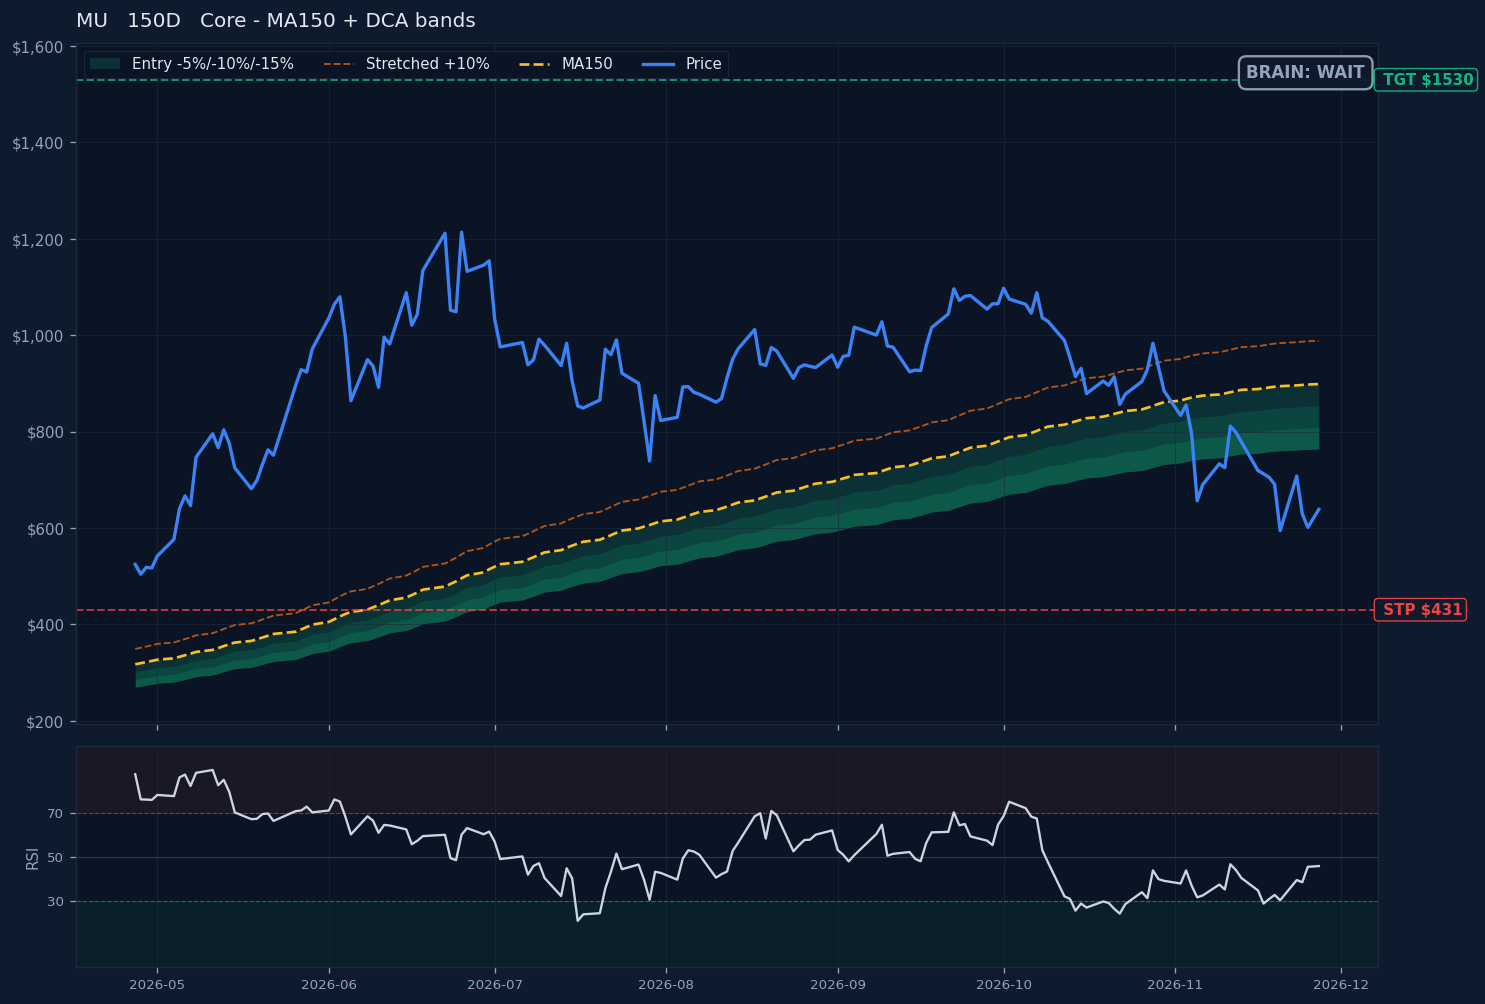 MU   150D   Core - MA150 + DCA bands
Entry -5%/-10%/-15%
Stretched +10%
MA150
Price
BRAIN: WAIT
TGT $1530
STP $431
$1,600
$1,400
$1,200
$1,000
$800
$600
$400
$200
RSI
70
50
30
2026-05
2026-06
2026-07
2026-08
2026-09
2026-10
2026-11
2026-12